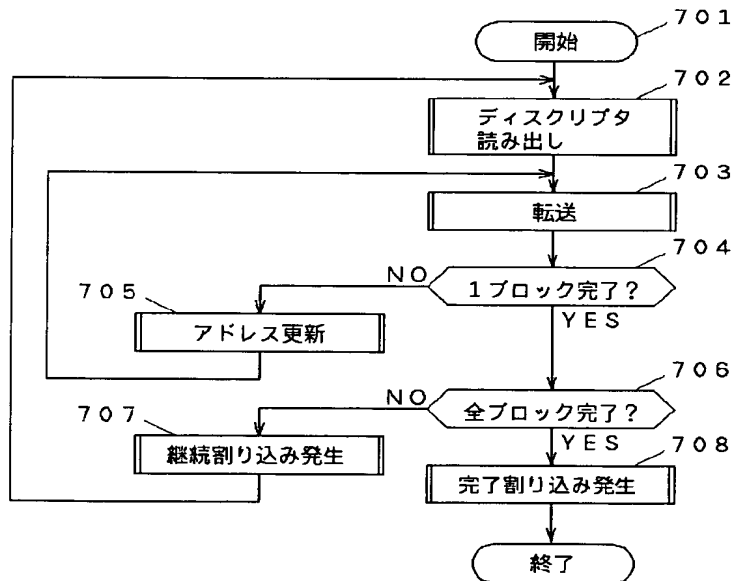 ７０１
開始
７０２
ディスクリプタ
読み出し
７０３
転送
７０４
１ブロック完了？
ＮＯ
ＹＥＳ
７０５
アドレス更新
７０６
全ブロック完了？
ＮＯ
ＹＥＳ
７０７
継続割り込み発生
７０８
完了割り込み発生
終了